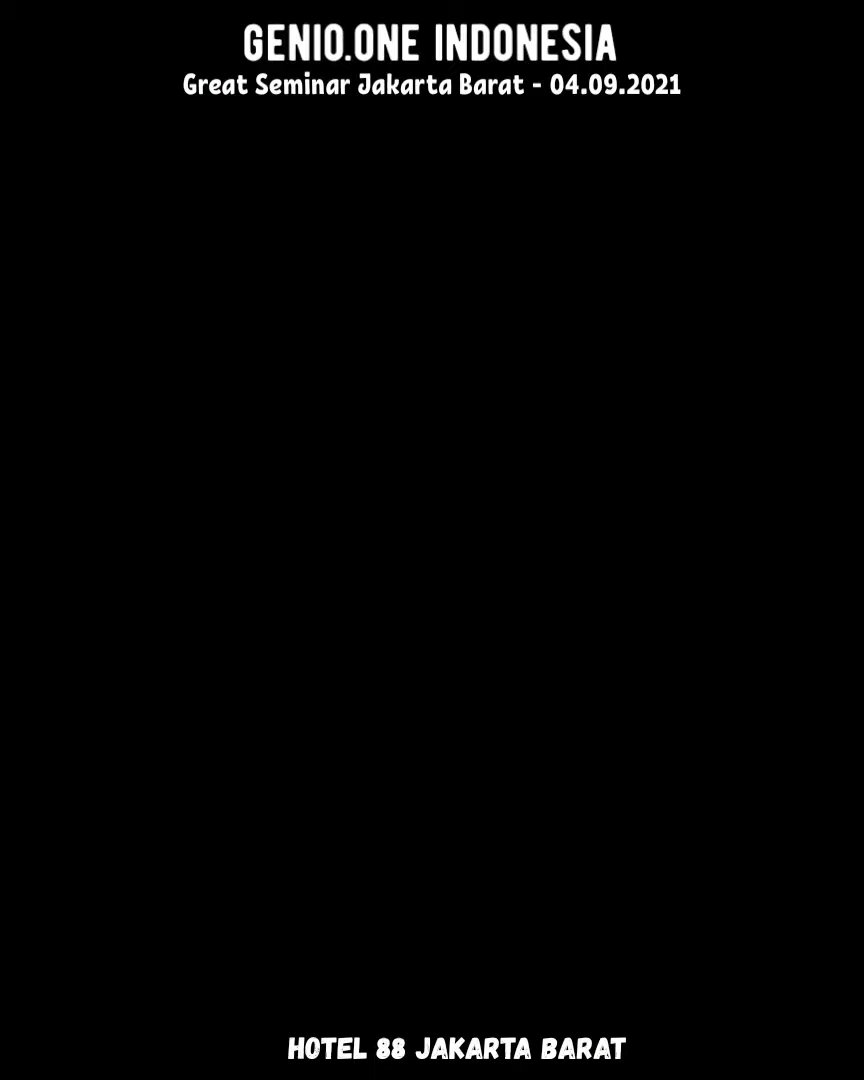 GENIO.ONE INDONESIA
Great Seminar Jakarta Barat - 04.09.2021
HOTEL 88 JAKARTA BARAT